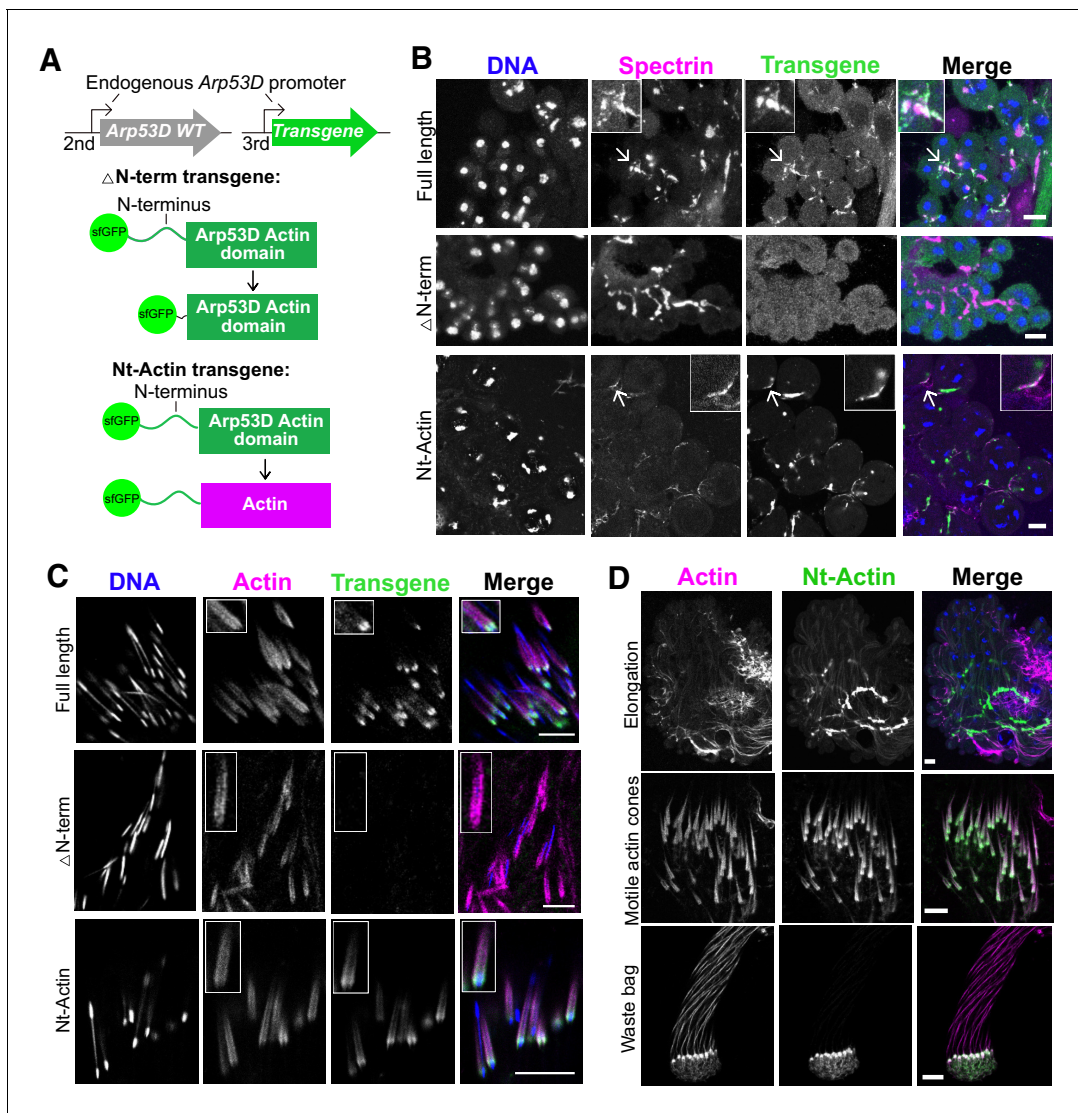 A
Endogenous Arp53D promoter
Arp53D WT
Transgene
2nd
3rd
△N-term transgene:
N-terminus
sfGFP
Arp53D Actin
domain
sfGFP
Arp53D Actin
domain
Nt-Actin transgene:
N-terminus
sfGFP
Arp53D Actin
domain
sfGFP
Actin
B
DNA
Spectrin
Transgene
Merge
Full length
△N-term
Nt-Actin
C
DNA
Actin
Transgene
Merge
Full length
△N-term
Nt-Actin
D
Actin
Nt-Actin
Merge
Elongation
Motile actin cones
Waste bag